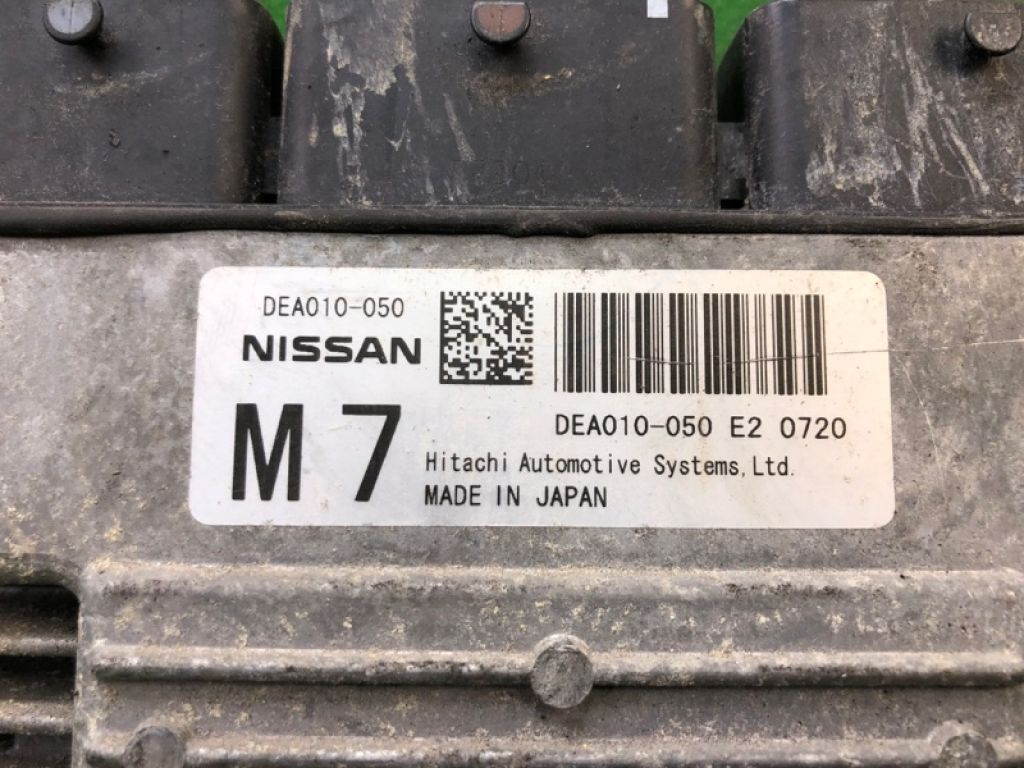 DEA010-050
NISSAN
M7
DEA010-050 E2 0720
Hitachi Automotive Systems, Ltd.
MADE IN JAPAN